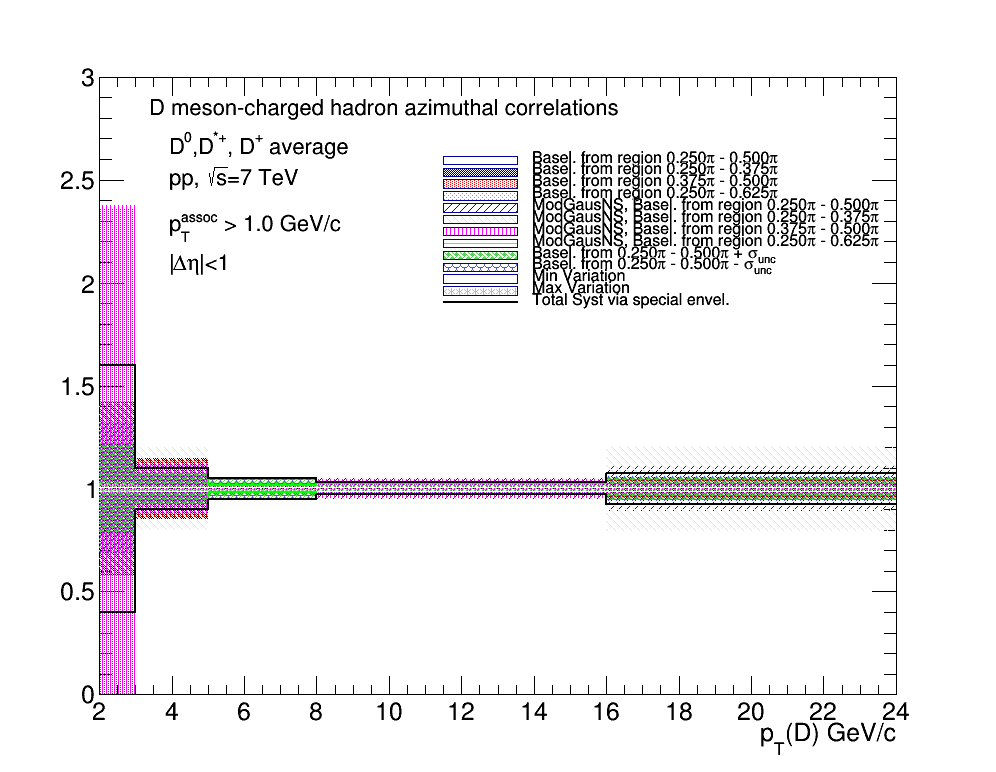 D meson-charged hadron azimuthal correlations
D⁰,D*⁺, D⁺ average
pp, √s=7 TeV
p_T^assoc > 1.0 GeV/c
|Δη|<1
Basel. from region 0.250π - 0.500π
Basel. from region 0.250π - 0.375π
Basel. from region 0.375π - 0.500π
Basel. from region 0.250π - 0.625π
ModGausNS, Basel. from region 0.250π - 0.500π
ModGausNS, Basel. from region 0.250π - 0.375π
ModGausNS, Basel. from region 0.375π - 0.500π
ModGausNS, Basel. from region 0.250π - 0.625π
Basel. from 0.250π - 0.500π + σ_unc
Basel. from 0.250π - 0.500π - σ_unc
Min Variation
Max Variation
Total Syst via special envel.
3
2.5
2
1.5
1
0.5
0
2 4 6 8 10 12 14 16 18 20 22 24
p_T(D) GeV/c